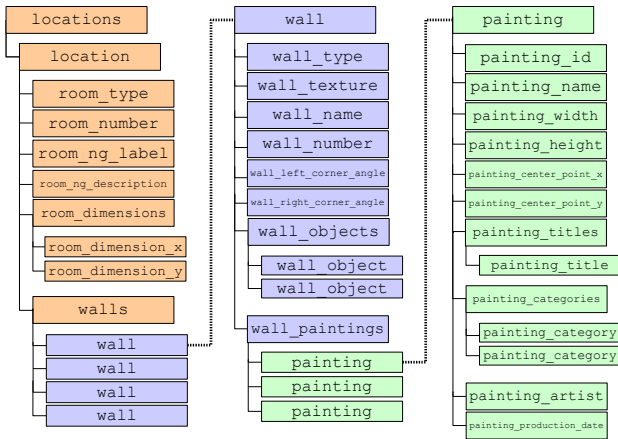 locations
location
room_type
room_number
room_ng_label
room_ng_description
room_dimensions
room_dimension_x
room_dimension_y
walls
wall
wall
wall
wall
wall
wall_type
wall_texture
wall_name
wall_number
wall_left_corner_angle
wall_right_corner_angle
wall_objects
wall_object
wall_object
wall_paintings
painting
painting
painting
painting
painting_id
painting_name
painting_width
painting_height
painting_center_point_x
painting_center_point_y
painting_titles
painting_title
painting_categories
painting_category
painting_category
painting_artist
painting_production_date